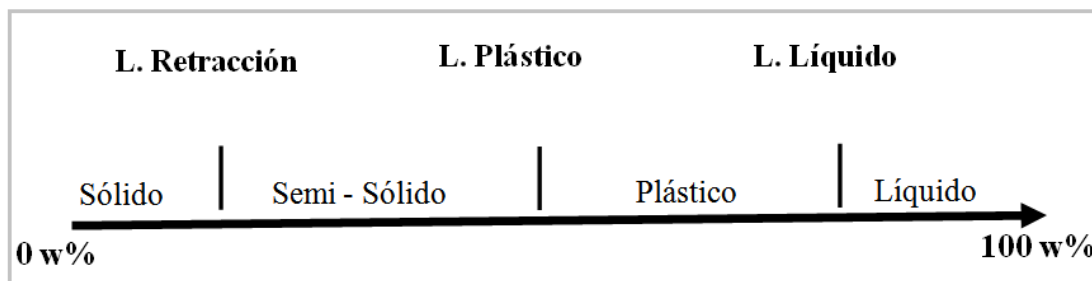 L. Retracción L. Plástico L. Líquido
Sólido Semi - Sólido Plástico Líquido
0 w% 100 w%